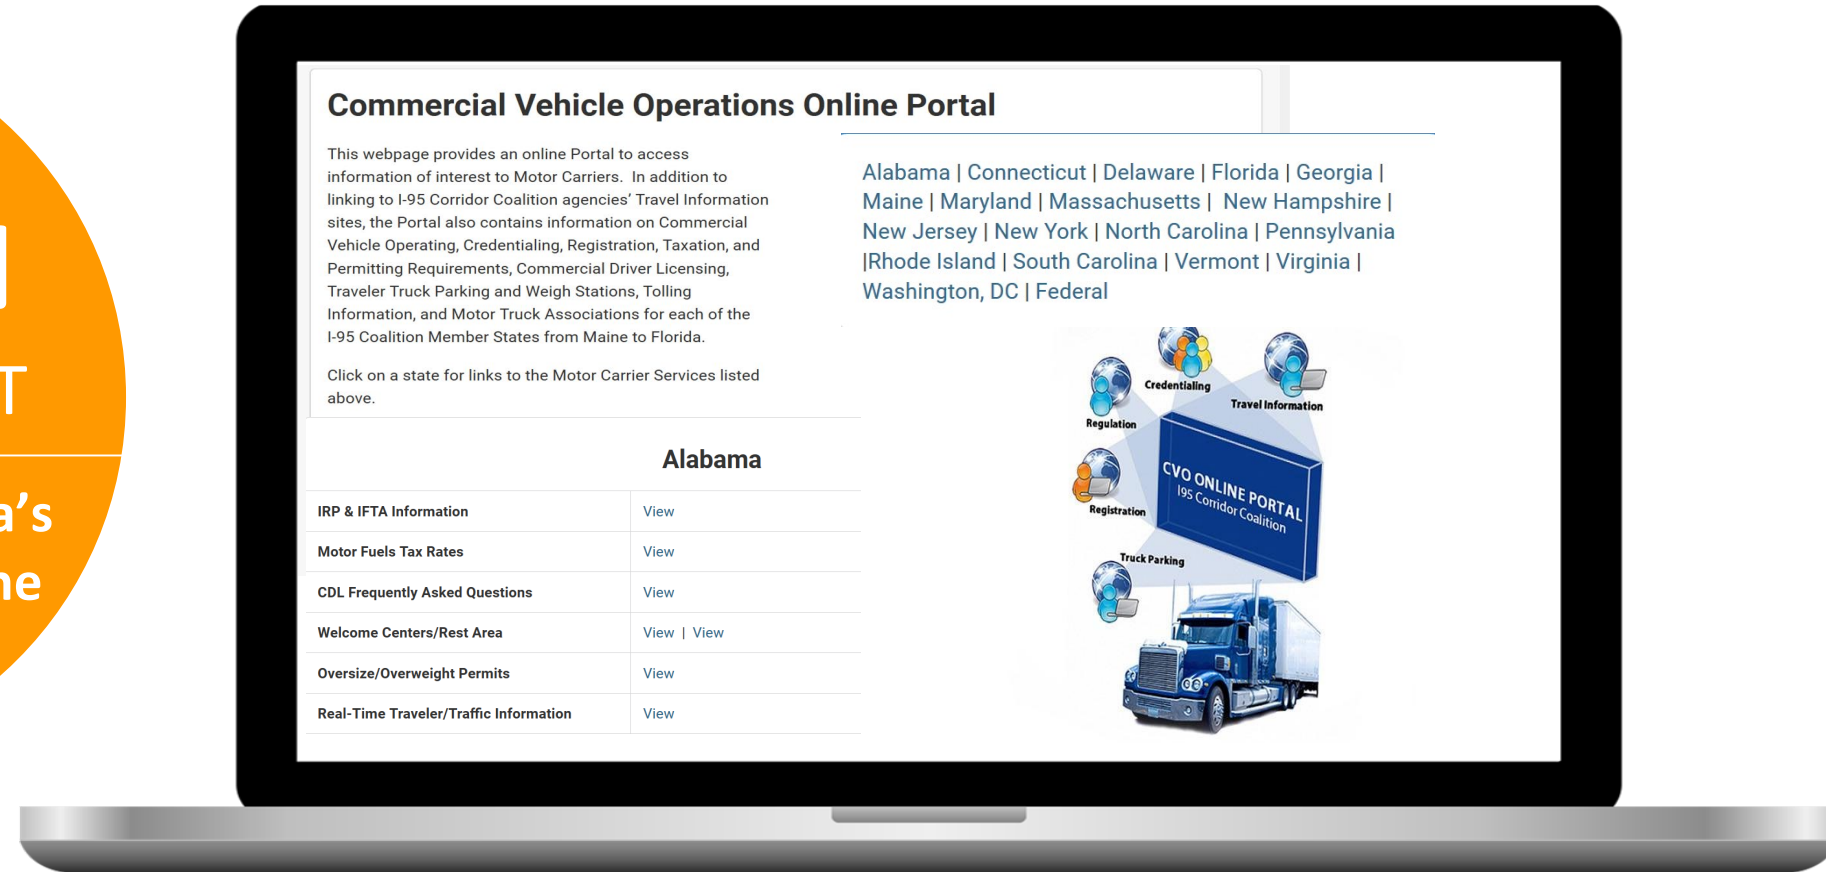 Commercial Vehicle Operations Online Portal
This webpage provides an online Portal to access
information of interest to Motor Carriers. In addition to
linking to I-95 Corridor Coalition agencies' Travel Information
sites, the Portal also contains information on Commercial
Vehicle Operating, Credentialing, Registration, Taxation, and
Permitting Requirements, Commercial Driver Licensing,
Traveler Truck Parking and Weigh Stations, Tolling
Information, and Motor Truck Associations for each of the
I-95 Coalition Member States from Maine to Florida.
Click on a state for links to the Motor Carrier Services listed
above.
Alabama | Connecticut | Delaware | Florida | Georgia |
Maine | Maryland | Massachusetts | New Hampshire |
New Jersey | New York | North Carolina | Pennsylvania
|Rhode Island | South Carolina | Vermont | Virginia |
Washington, DC | Federal
Alabama
IRP & IFTA Information View
Motor Fuels Tax Rates View
CDL Frequently Asked Questions View
Welcome Centers/Rest Area View | View
Oversize/Overweight Permits View
Real-Time Traveler/Traffic Information View
Credentialing
Travel Information
Regulation
Registration
Truck Parking
CVO ONLINE PORTAL
I95 Corridor Coalition
T
a's
ne